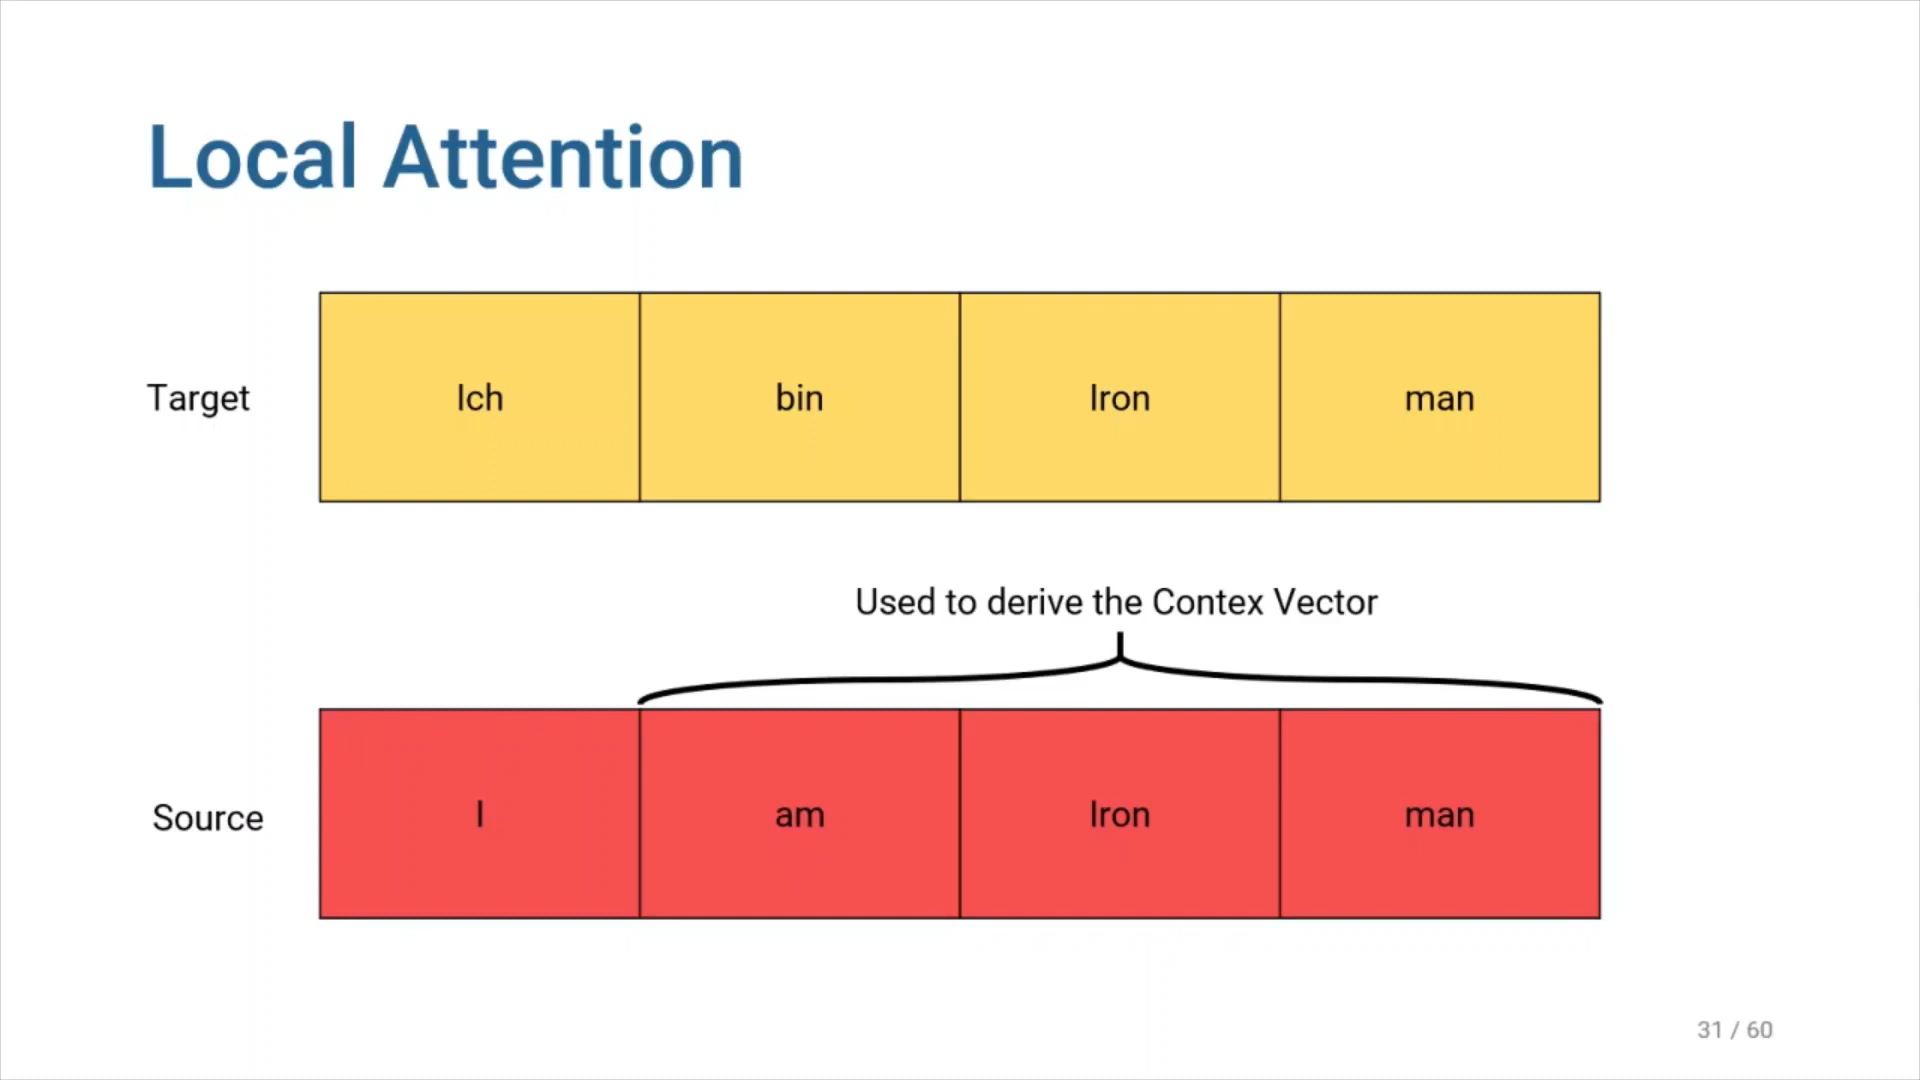 Local Attention
Target
Ich
bin
Iron
man
Used to derive the Contex Vector
Source
I
am
Iron
man
31 / 60